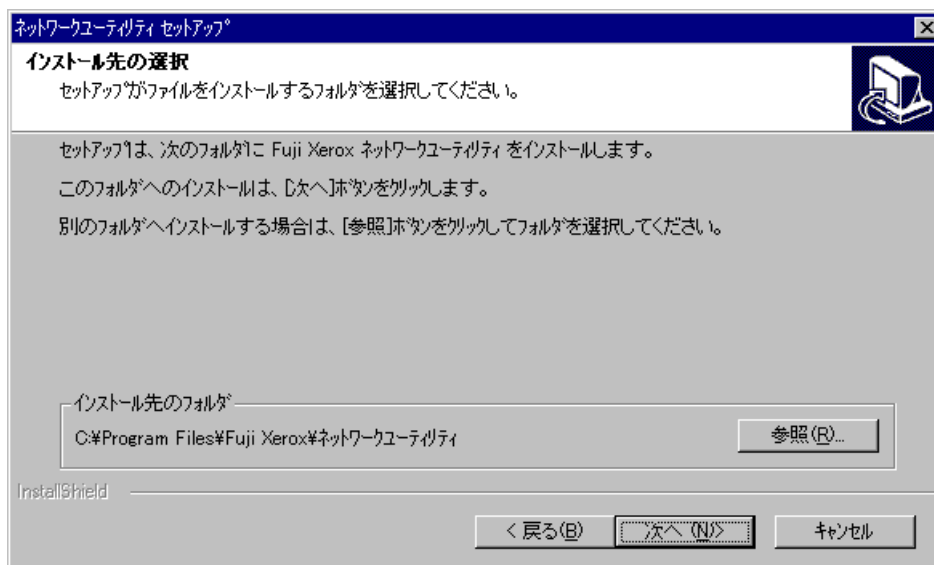 ネットワークユーティリティ セットアップ
インストール先の選択
セットアップがファイルをインストールするフォルダを選択してください。
セットアップは、次のフォルダに Fuji Xerox ネットワークユーティリティ をインストールします。
このフォルダへのインストールは、[次へ]ボタンをクリックします。
別のフォルダへインストールする場合は、[参照]ボタンをクリックしてフォルダを選択してください。
インストール先のフォルダ
C:¥Program Files¥Fuji Xerox¥ネットワークユーティリティ
参照(R)...
InstallShield
< 戻る(B)
次へ (N)>
キャンセル